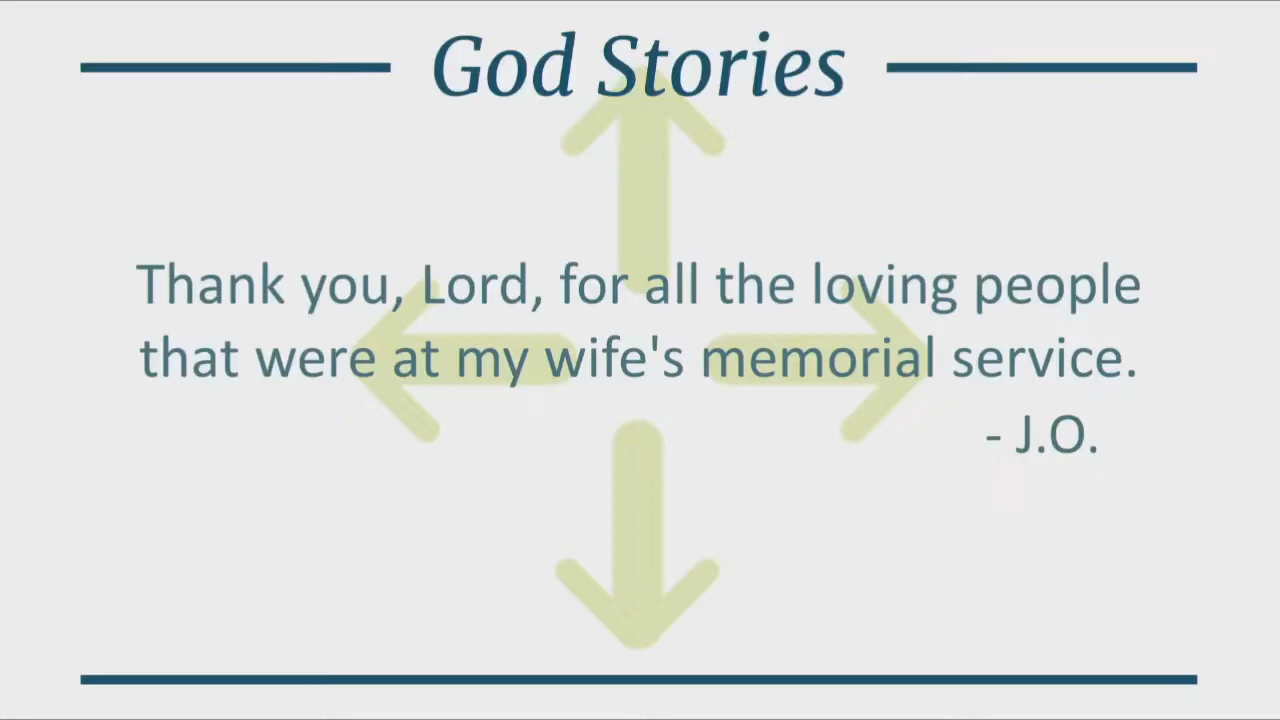 God Stories
Thank you, Lord, for all the loving people
that were at my wife's memorial service.
- J.O.